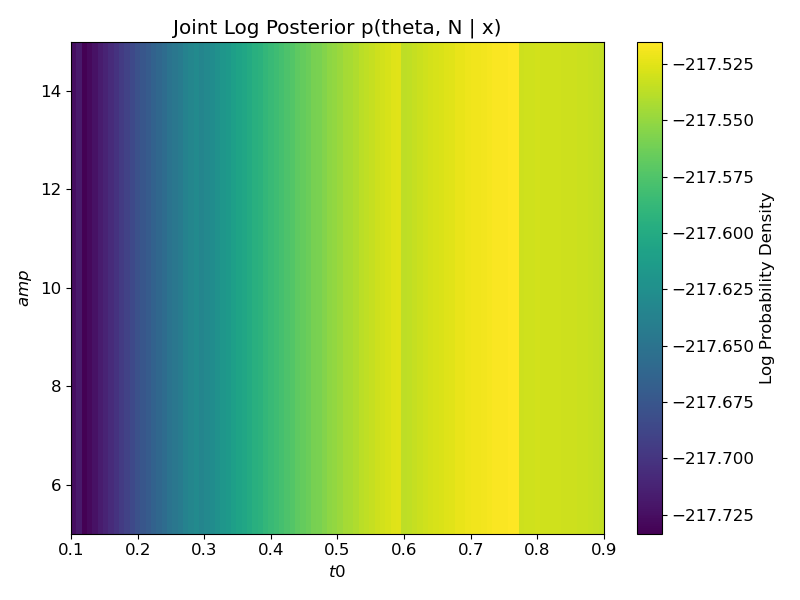 Joint Log Posterior p(theta, N | x)
14
12
10
8
6
amp
0.1 0.2 0.3 0.4 0.5 0.6 0.7 0.8 0.9
t0
−217.525
−217.550
−217.575
−217.600
−217.625
−217.650
−217.675
−217.700
−217.725
Log Probability Density